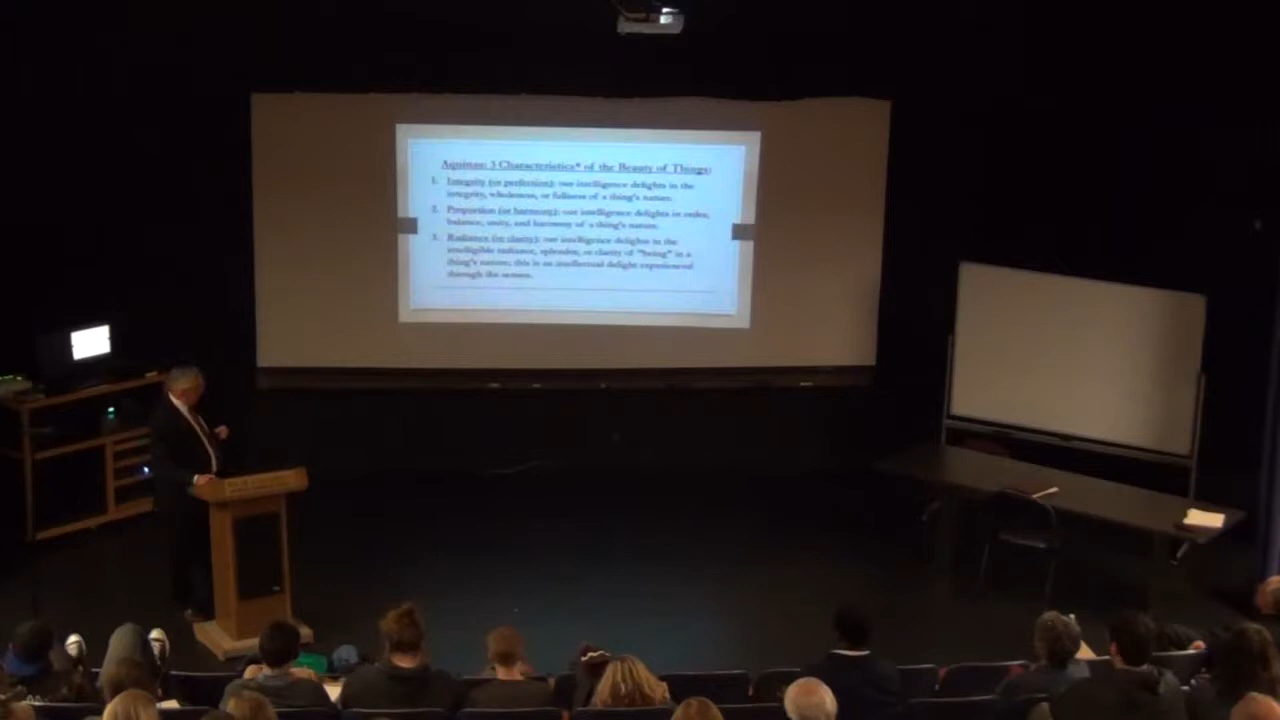 Aquinas: 3 Characteristics* of the Beauty of Things:
1. Integrity (or perfection): our intelligence delights in the
integrity, wholeness, or fullness of a thing's nature.
2. Proportion (or harmony): our intelligence delights in order,
balance, unity, and harmony of a thing's nature.
3. Radiance (or clarity): our intelligence delights in the
intelligible radiance, splendor, or clarity of "being" in a
thing's nature; this is an intellectual delight experienced
through the senses.